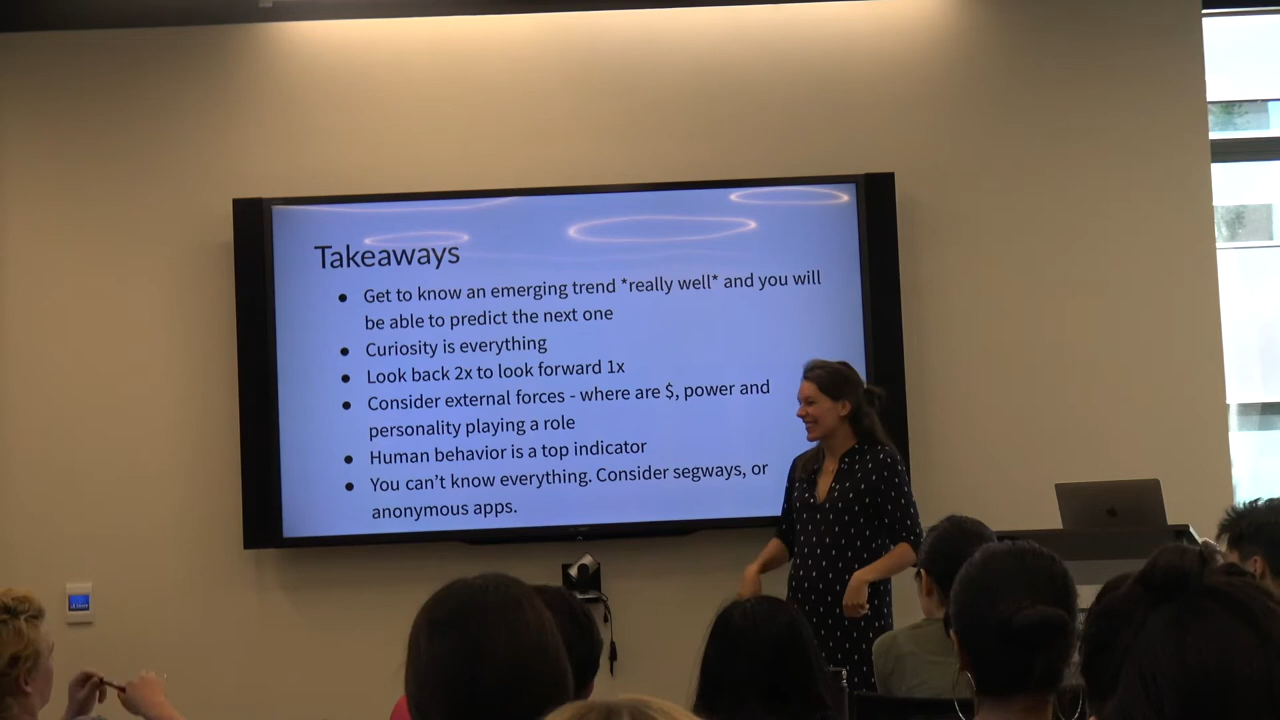 Takeaways
● Get to know an emerging trend *really well* and you will
be able to predict the next one
● Curiosity is everything
● Look back 2x to look forward 1x
● Consider external forces - where are $, power and
personality playing a role
● Human behavior is a top indicator
● You can't know everything. Consider segways, or
anonymous apps.